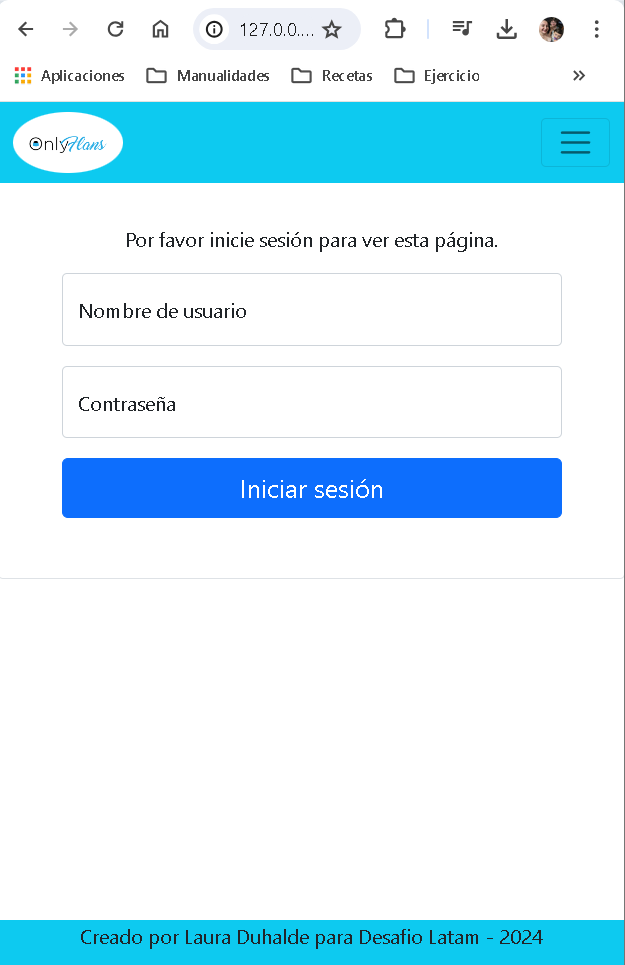 127.0.0....
Aplicaciones Manualidades Recetas Ejercicio
OnlyFlans
Por favor inicie sesión para ver esta página.
Nombre de usuario
Contraseña
Iniciar sesión
Creado por Laura Duhalde para Desafio Latam - 2024